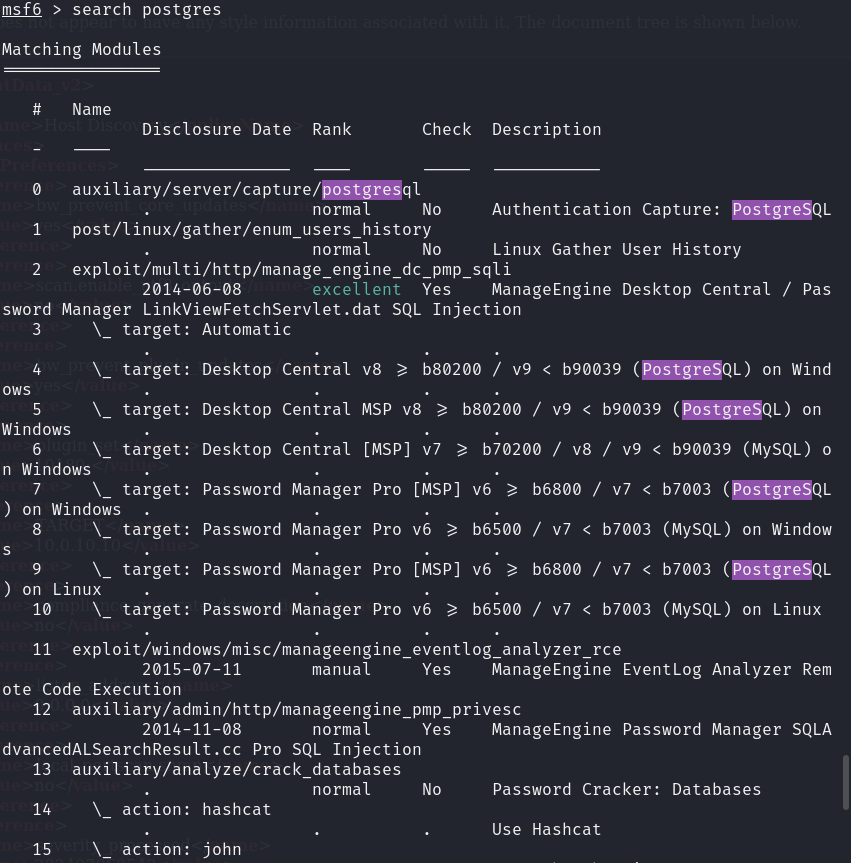 msf6 > search postgres
Matching Modules
================
#   Name
Disclosure Date  Rank       Check  Description
-   ----
---------------  ----       -----  -----------
0   auxiliary/server/capture/postgresql
.                normal     No     Authentication Capture: PostgreSQL
1   post/linux/gather/enum_users_history
.                normal     No     Linux Gather User History
2   exploit/multi/http/manage_engine_dc_pmp_sqli
2014-06-08       excellent  Yes    ManageEngine Desktop Central / Pas
sword Manager LinkViewFetchServlet.dat SQL Injection
3     \_ target: Automatic
.                .          .      .
4     \_ target: Desktop Central v8 >= b80200 / v9 < b90039 (PostgreSQL) on Wind
ows              .                .          .      .
5     \_ target: Desktop Central MSP v8 >= b80200 / v9 < b90039 (PostgreSQL) on
Windows          .                .          .      .
6     \_ target: Desktop Central [MSP] v7 >= b70200 / v8 / v9 < b90039 (MySQL) o
n Windows        .                .          .      .
7     \_ target: Password Manager Pro [MSP] v6 >= b6800 / v7 < b7003 (PostgreSQL
) on Windows     .                .          .      .
8     \_ target: Password Manager Pro v6 >= b6500 / v7 < b7003 (MySQL) on Window
s                .                .          .      .
9     \_ target: Password Manager Pro [MSP] v6 >= b6800 / v7 < b7003 (PostgreSQL
) on Linux       .                .          .      .
10    \_ target: Password Manager Pro v6 >= b6500 / v7 < b7003 (MySQL) on Linux
.                .          .      .
11  exploit/windows/misc/manageengine_eventlog_analyzer_rce
2015-07-11       manual     Yes    ManageEngine EventLog Analyzer Rem
ote Code Execution
12  auxiliary/admin/http/manageengine_pmp_privesc
2014-11-08       normal     Yes    ManageEngine Password Manager SQLA
dvancedALSearchResult.cc Pro SQL Injection
13  auxiliary/analyze/crack_databases
.                normal     No     Password Cracker: Databases
14    \_ action: hashcat
.                .          .      Use Hashcat
15    \_ action: john